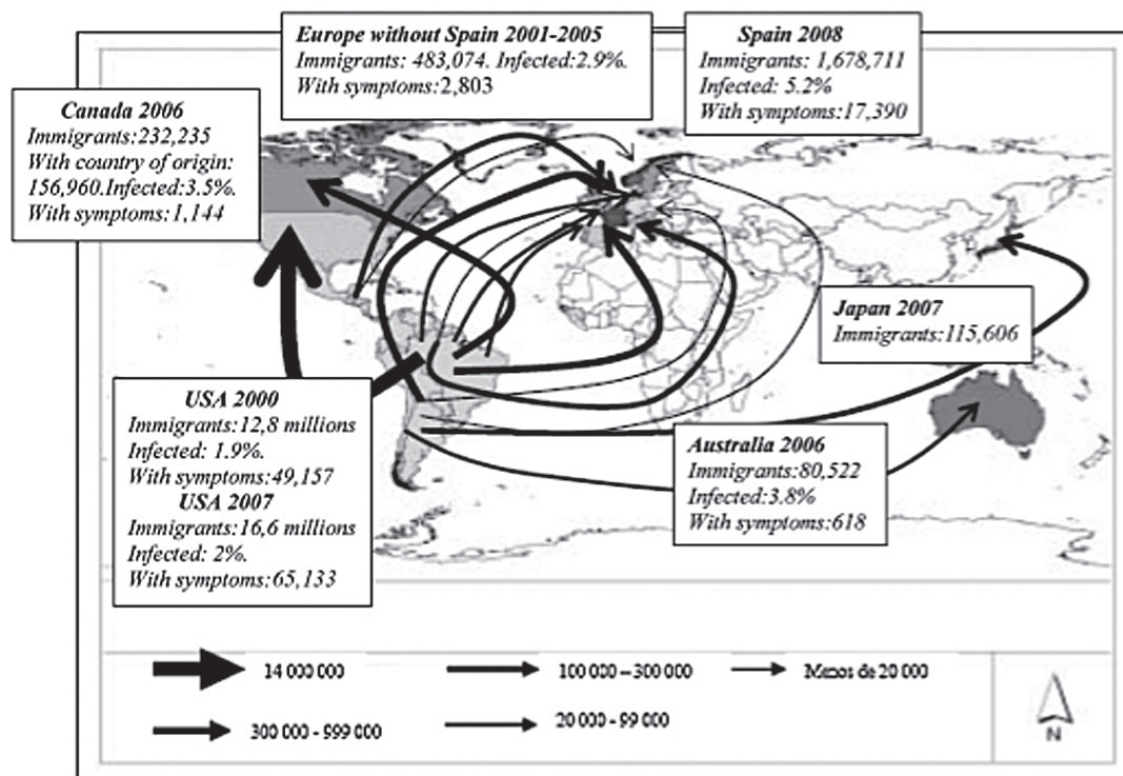 Europe without Spain 2001-2005
Immigrants: 483,074. Infected:2.9%.
With symptoms:2,803
Spain 2008
Immigrants: 1,678,711
Infected: 5.2%
With symptoms:17,390
Canada 2006
Immigrants:232,235
With country of origin:
156,960.Infected:3.5%.
With symptoms:1,144
Japan 2007
Immigrants:115,606
USA 2000
Immigrants:12,8 millions
Infected: 1.9%.
With symptoms:49,157
USA 2007
Immigrants:16,6 millions
Infected: 2%.
With symptoms:65,133
Australia 2006
Immigrants:80,522
Infected:3.8%
With symptoms:618
14 000 000
100 000 – 300 000
Menos de 20 000
300 000 - 999 000
20 000 - 99 000
N